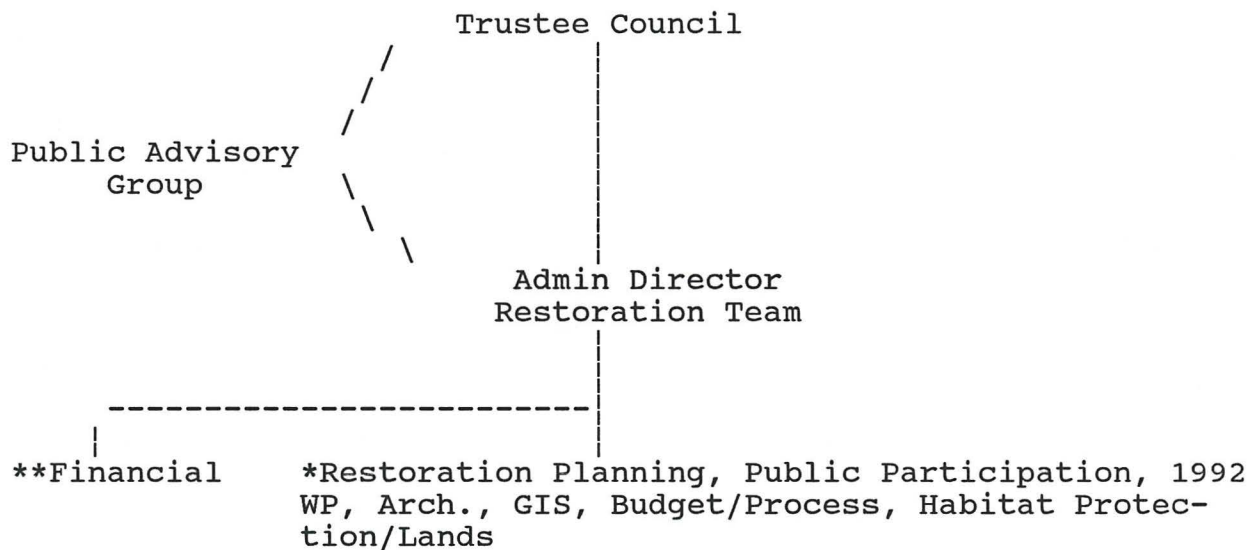 Trustee Council
Public Advisory
Group
Admin Director
Restoration Team
**Financial
*Restoration Planning, Public Participation, 1992
WP, Arch., GIS, Budget/Process, Habitat Protec-
tion/Lands